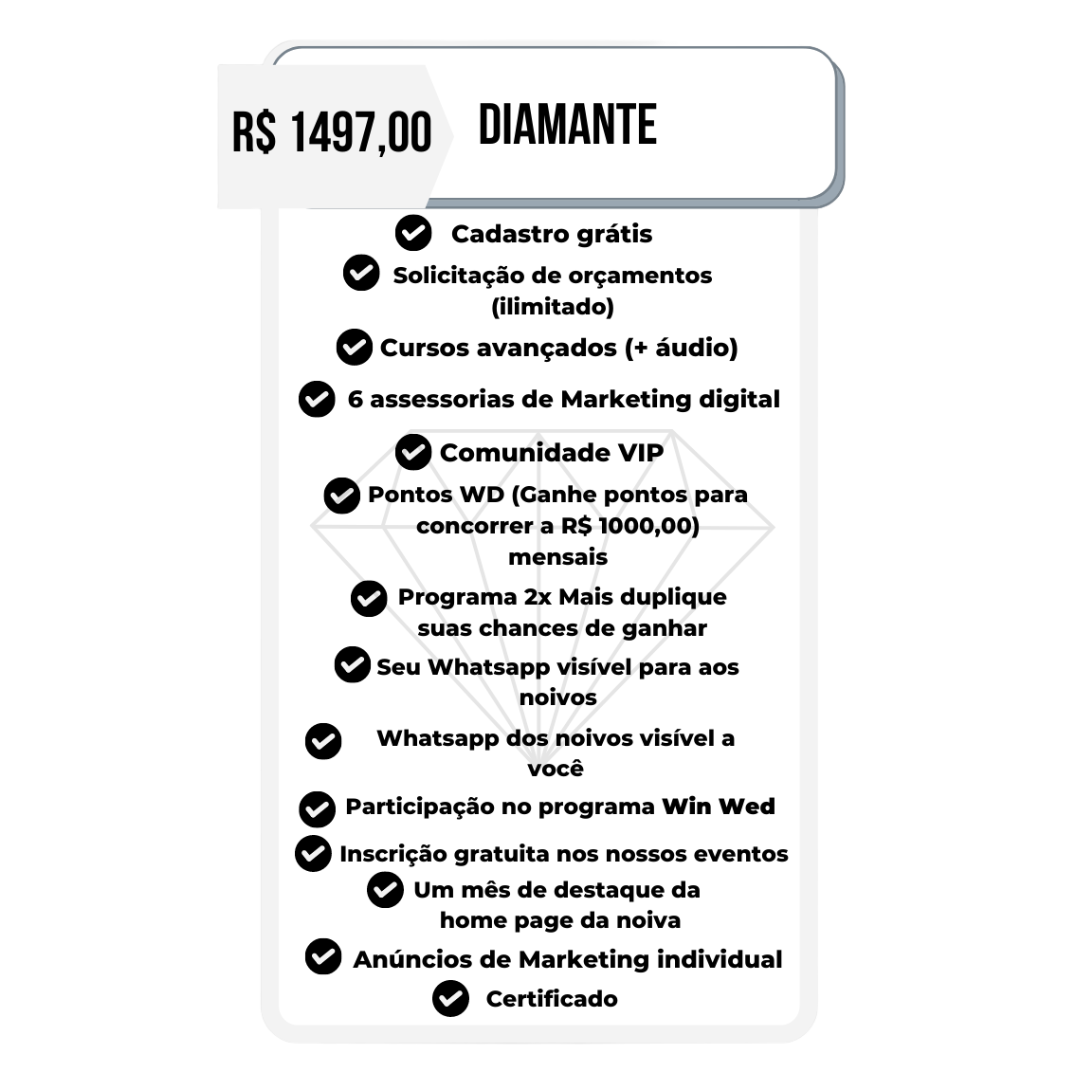 R$ 1497,00
DIAMANTE
Cadastro grátis
Solicitação de orçamentos
(ilimitado)
Cursos avançados (+ áudio)
6 assessorias de Marketing digital
Comunidade VIP
Pontos WD (Ganhe pontos para
concorrer a R$ 1000,00)
mensais
Programa 2x Mais duplique
suas chances de ganhar
Seu Whatsapp visível para aos
noivos
Whatsapp dos noivos visível a
você
Participação no programa Win Wed
Inscrição gratuita nos nossos eventos
Um mês de destaque da
home page da noiva
Anúncios de Marketing individual
Certificado